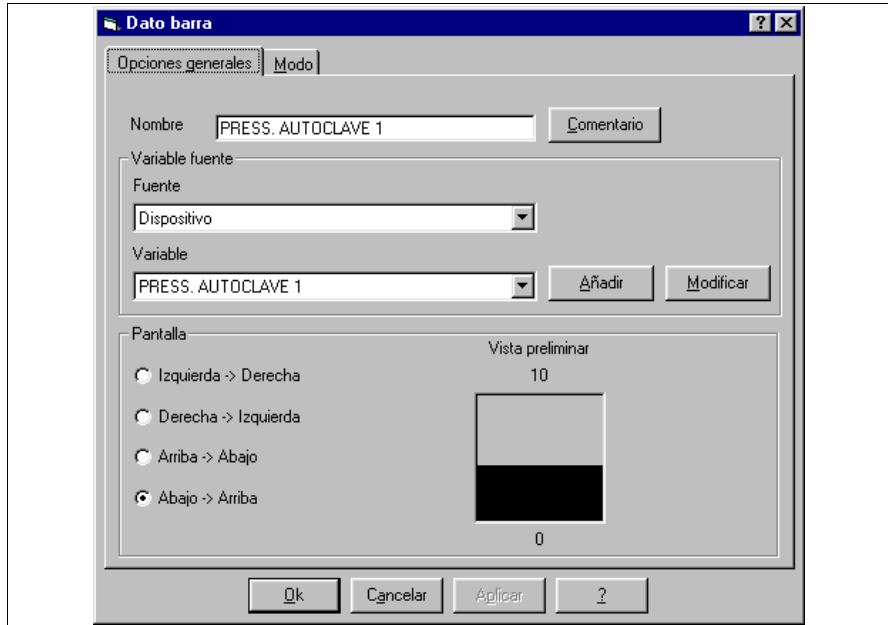 Dato barra
Opciones generales Modo
Nombre PRESS. AUTOCLAVE 1 Comentario
Variable fuente
Fuente
Dispositivo
Variable
PRESS. AUTOCLAVE 1 Añadir Modificar
Pantalla
Vista preliminar
Izquierda -> Derecha 10
Derecha -> Izquierda
Arriba -> Abajo
Abajo -> Arriba
0
Ok Cancelar Aplicar ?